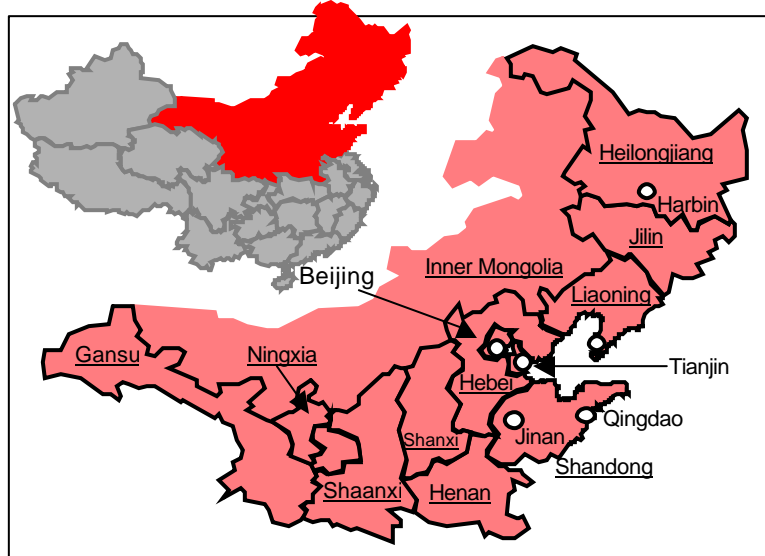 Heilongjiang
Harbin
Jilin
Inner Mongolia
Beijing
Liaoning
Gansu
Ningxia
Tianjin
Hebei
Qingdao
Jinan
Shanxi
Shandong
Shaanxi
Henan